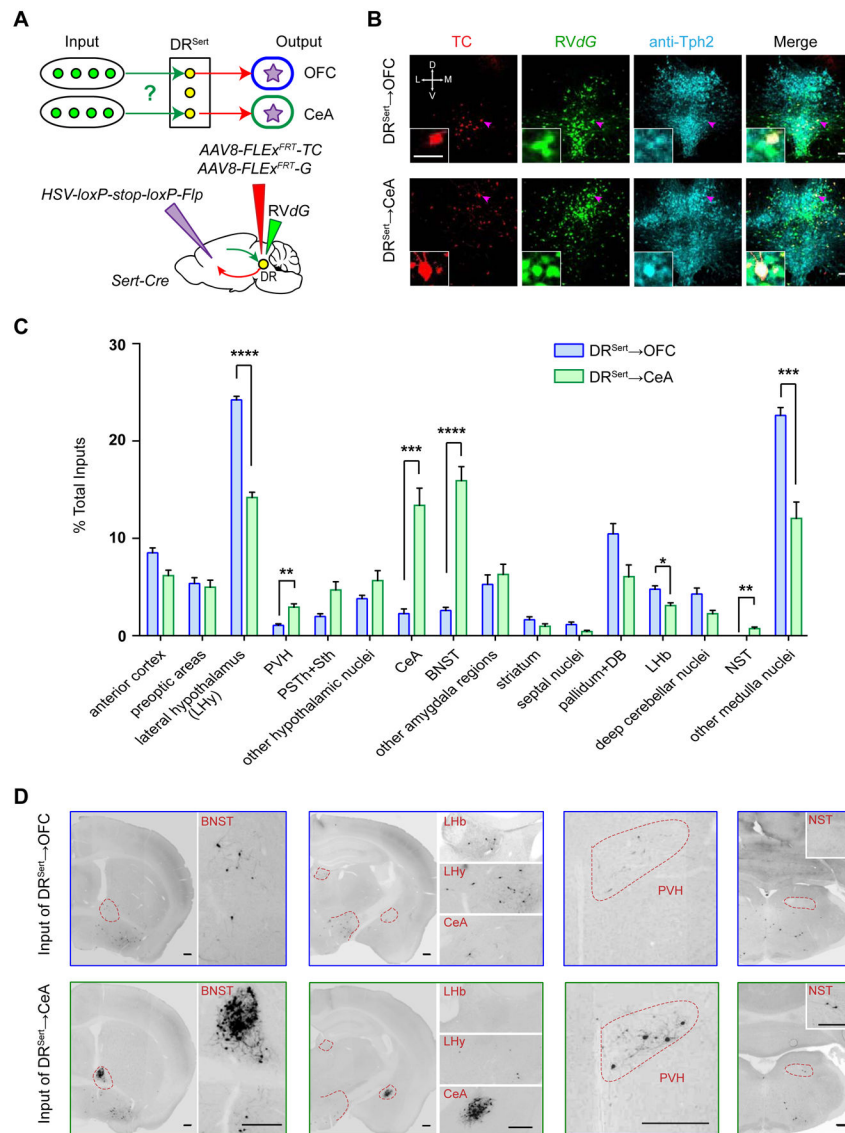 A
Input
DR^Sert
Output
OFC
?
CeA
AAV8-FLEx^FRT-TC
AAV8-FLEx^FRT-G
HSV-loxP-stop-loxP-Flp
RVdG
Sert-Cre
DR
B
TC
RVdG
anti-Tph2
Merge
D
L
M
V
DR^Sert→OFC
DR^Sert→CeA
C
% Total Inputs
30
20
10
0
DR^Sert→OFC
DR^Sert→CeA
****
**
***
****
*
**
***
anterior cortex
preoptic areas
lateral hypothalamus
(LHy)
PVH
PSTh+Sth
other hypothalamic nuclei
CeA
BNST
other amygdala regions
striatum
septal nuclei
pallidum+DB
LHb
deep cerebellar nuclei
NST
other medulla nuclei
D
Input of DR^Sert→OFC
BNST
LHb
LHy
CeA
PVH
NST
Input of DR^Sert→CeA
BNST
LHb
LHy
CeA
PVH
NST